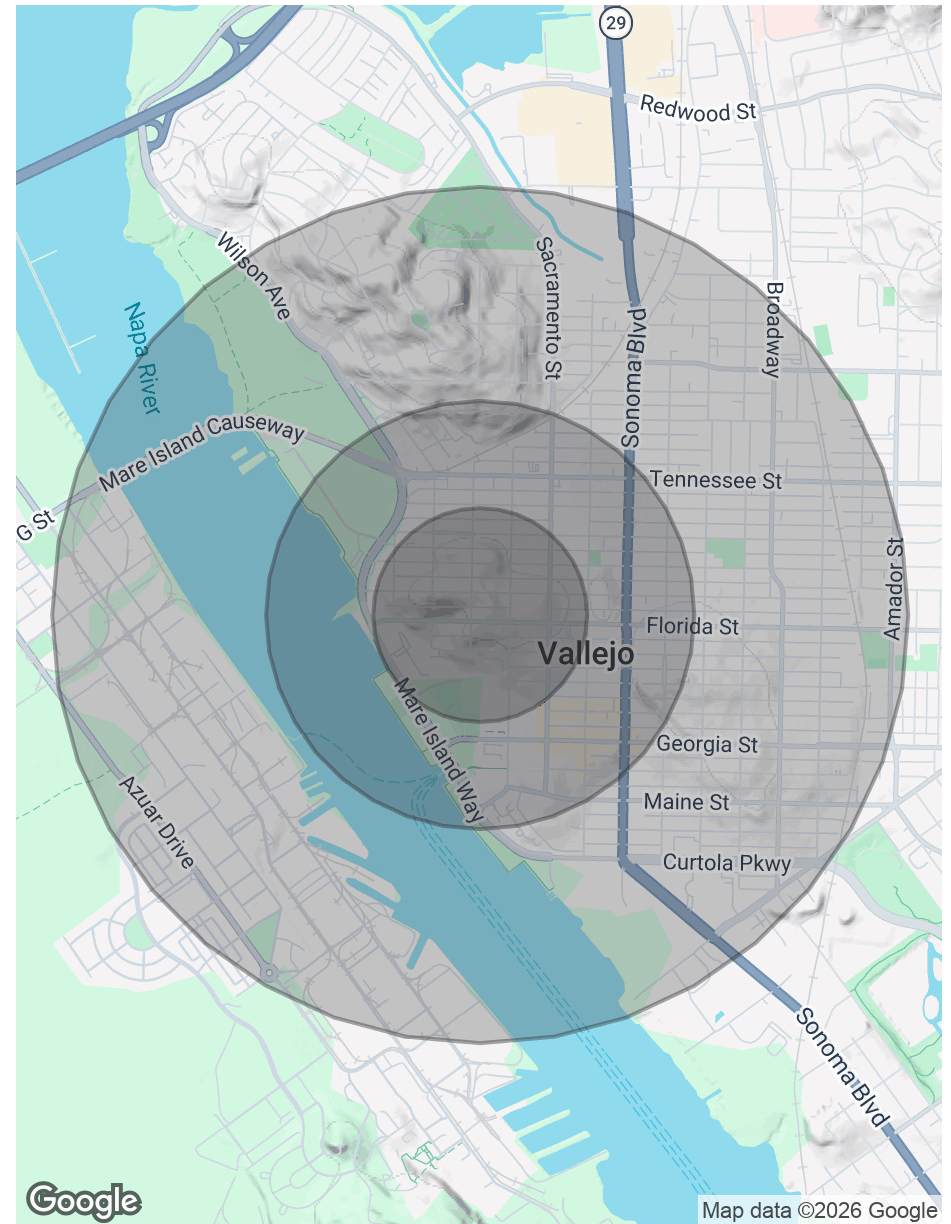 29
Redwood St
Wilson Ave
Sacramento St
Broadway
Napa River
Sonoma Blvd
Mare Island Causeway
Tennessee St
G St
Amador St
Florida St
Vallejo
Mare Island Way
Georgia St
Azuar Drive
Maine St
Curtola Pkwy
Sonoma Blvd
Google
Map data ©2026 Google